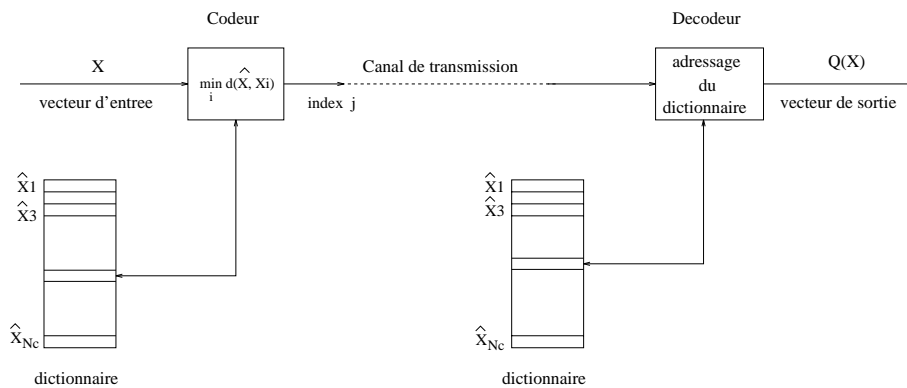 Codeur
Decodeur
X
vecteur d'entree
min d(X̂, Xi)
i
index j
Canal de transmission
adressage
du
dictionnaire
Q(X)
vecteur de sortie
X̂1
X̂3
X̂Nc
dictionnaire
X̂1
X̂3
X̂Nc
dictionnaire